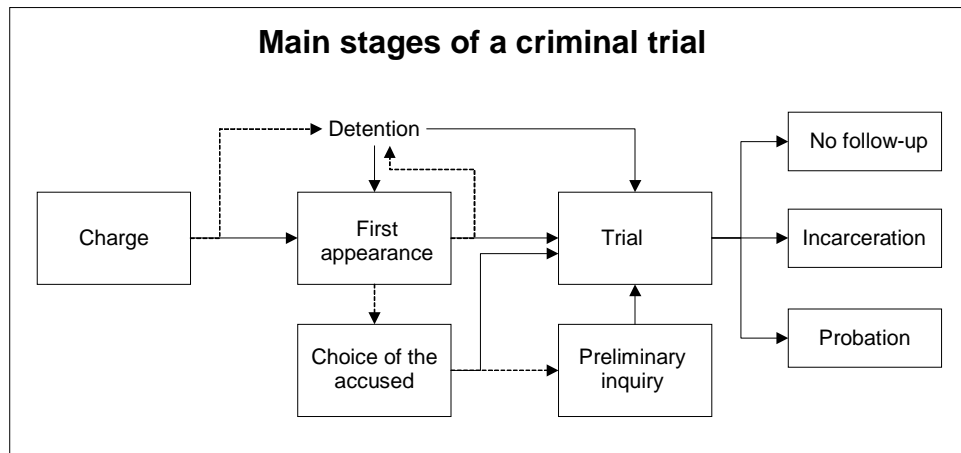 Main stages of a criminal trial
Detention
No follow-up
Charge
First
appearance
Trial
Incarceration
Choice of the
accused
Preliminary
inquiry
Probation